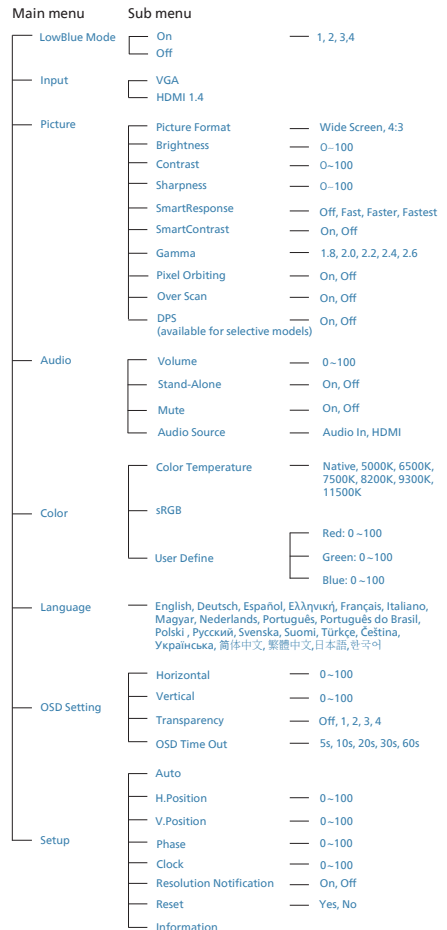 Main menu Sub menu
LowBlue Mode On 1, 2, 3,4
Off
Input VGA
HDMI 1.4
Picture Picture Format Wide Screen, 4:3
Brightness 0~100
Contrast 0~100
Sharpness 0~100
SmartResponse Off, Fast, Faster, Fastest
SmartContrast On, Off
Gamma 1.8, 2.0, 2.2, 2.4, 2.6
Pixel Orbiting On, Off
Over Scan On, Off
DPS On, Off
(available for selective models)
Audio Volume 0~100
Stand-Alone On, Off
Mute On, Off
Audio Source Audio In, HDMI
Color Temperature Native, 5000K, 6500K,
7500K, 8200K, 9300K,
11500K
Color sRGB
Red: 0 ~100
User Define Green: 0 ~100
Blue: 0 ~100
Language English, Deutsch, Español, Ελληνική, Français, Italiano,
Magyar, Nederlands, Português, Português do Brasil,
Polski , Русский, Svenska, Suomi, Türkçe, Čeština,
Українська, 简体中文, 繁體中文,日本語,한국어
Horizontal 0~100
Vertical 0~100
OSD Setting Transparency Off, 1, 2, 3, 4
OSD Time Out 5s, 10s, 20s, 30s, 60s
Auto
H.Position 0~100
V.Position 0~100
Setup Phase 0~100
Clock 0~100
Resolution Notification On, Off
Reset Yes, No
Information